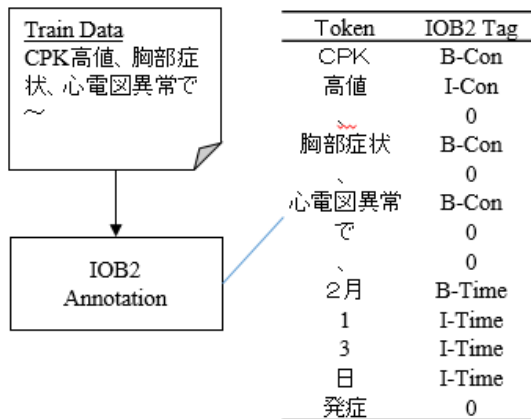 Train Data
CPK高値、胸部症
状、心電図異常で
～
IOB2
Annotation
Token IOB2 Tag
ＣＰＫ B-Con
高値 I-Con
、 0
胸部症状 B-Con
、 0
心電図異常 B-Con
で 0
、 0
２月 B-Time
1 I-Time
3 I-Time
日 I-Time
発症 0